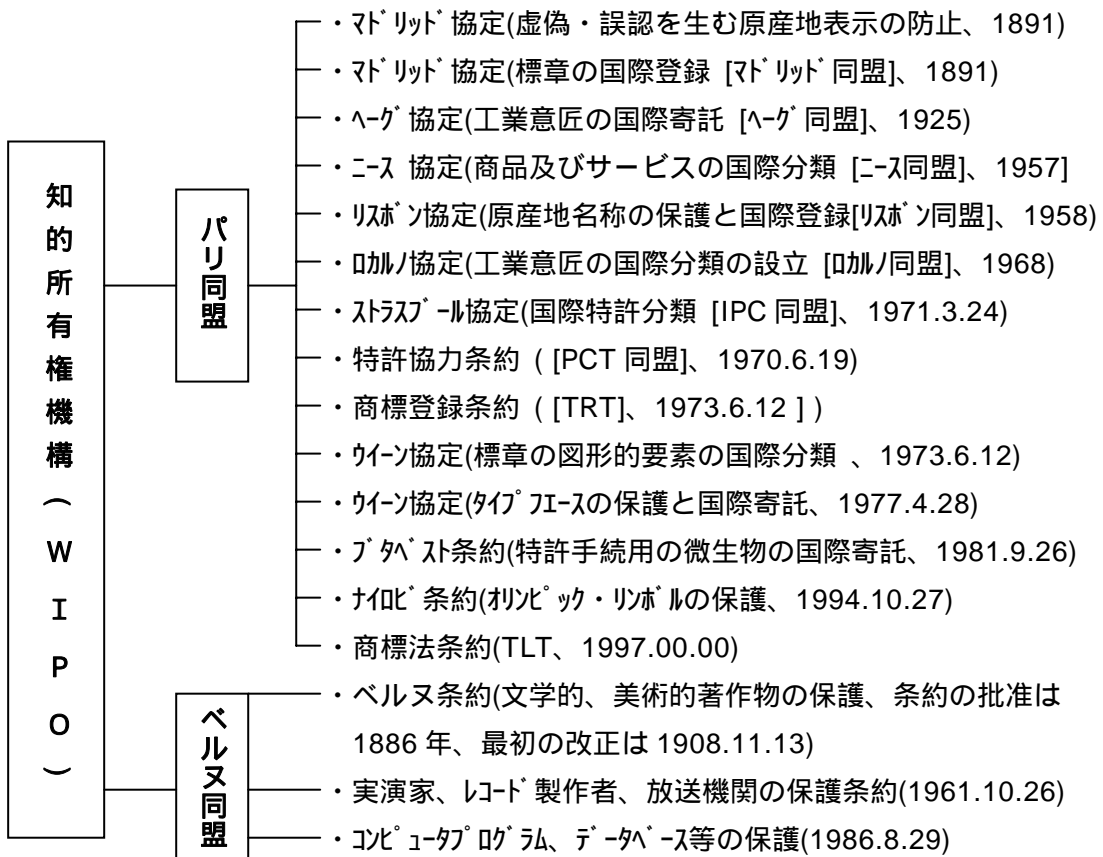 知的所有権機構(WIPO)
パリ同盟
・ﾏﾄﾞﾘｯﾄﾞ協定(虚偽・誤認を生む原産地表示の防止、1891)
・ﾏﾄﾞﾘｯﾄﾞ協定(標章の国際登録 [ﾏﾄﾞﾘｯﾄﾞ同盟]、1891)
・ﾍｰｸﾞ協定(工業意匠の国際寄託 [ﾍｰｸﾞ同盟]、1925)
・ﾆｰｽ 協定(商品及びサービスの国際分類 [ﾆｰｽ同盟]、1957]
・ﾘｽﾎﾞﾝ協定(原産地名称の保護と国際登録[ﾘｽﾎﾞﾝ同盟]、1958)
・ﾛｶﾙﾉ協定(工業意匠の国際分類の設立 [ﾛｶﾙﾉ同盟]、1968)
・ｽﾄﾗｽﾌﾞｰﾙ協定(国際特許分類 [IPC 同盟]、1971.3.24)
・特許協力条約 ( [PCT 同盟]、1970.6.19)
・商標登録条約 ( [TRT]、1973.6.12 ] )
・ｳｲｰﾝ協定(標章の図形的要素の国際分類 、1973.6.12)
・ｳｲｰﾝ協定(ﾀｲﾌﾟﾌｴｰｽの保護と国際寄託、1977.4.28)
・ﾌﾞﾀﾍﾟｽﾄ条約(特許手続用の微生物の国際寄託、1981.9.26)
・ﾅｲﾛﾋﾞ条約(ｵﾘﾝﾋﾟｯｸ・ﾘﾝﾎﾞﾙの保護、1994.10.27)
・商標法条約(TLT、1997.00.00)
ベルヌ同盟
・ベルヌ条約(文学的、美術的著作物の保護、条約の批准は
1886 年、最初の改正は 1908.11.13)
・実演家、ﾚｺｰﾄﾞ製作者、放送機関の保護条約(1961.10.26)
・ｺﾝﾋﾟｭｰﾀﾌﾟﾛｸﾞﾗﾑ、ﾃﾞｰﾀﾍﾞｰｽ等の保護(1986.8.29)